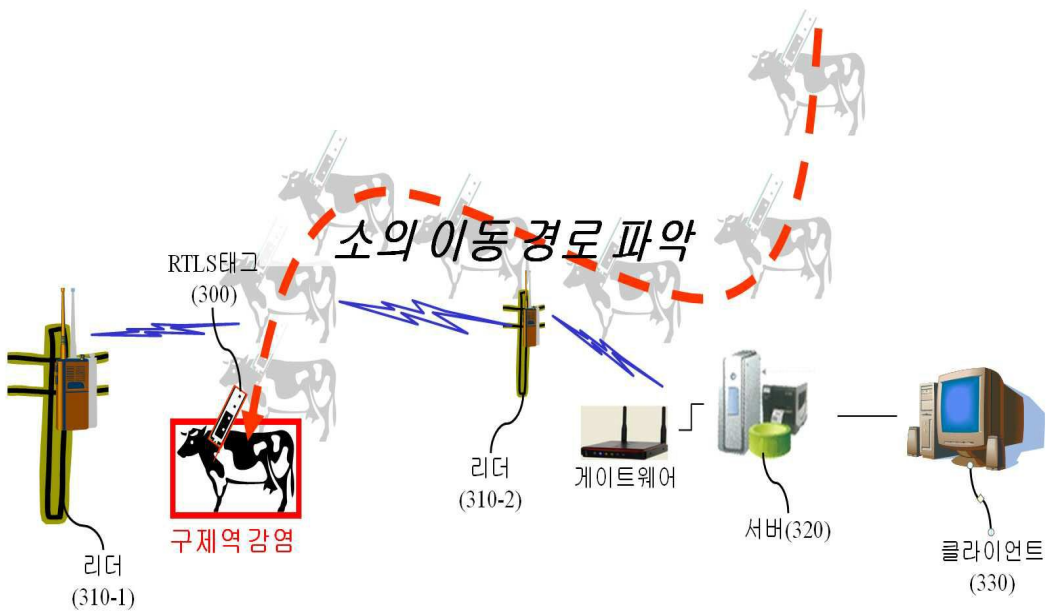 소의 이동 경로 파악
RTLS태그
(300)
리더
(310-1)
구제역 감염
리더
(310-2)
게이트웨어
서버(320)
클라이언트
(330)